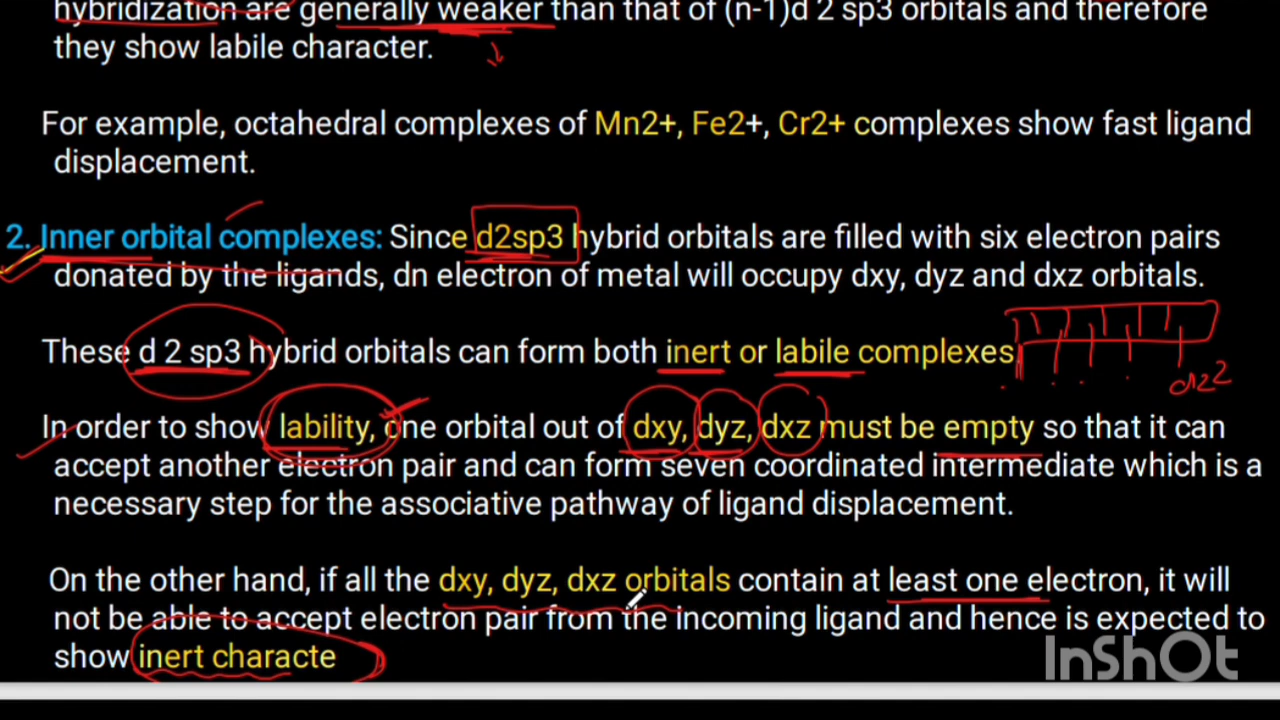 hybridization are generally weaker than that of (n-1)d 2 sp3 orbitals and therefore
they show labile character.
For example, octahedral complexes of Mn2+, Fe2+, Cr2+ complexes show fast ligand
displacement.
2. Inner orbital complexes: Since d2sp3 hybrid orbitals are filled with six electron pairs
donated by the ligands, dn electron of metal will occupy dxy, dyz and dxz orbitals.
These d 2 sp3 hybrid orbitals can form both inert or labile complexes.
dz2
In order to show lability, one orbital out of dxy, dyz, dxz must be empty so that it can
accept another electron pair and can form seven coordinated intermediate which is a
necessary step for the associative pathway of ligand displacement.
On the other hand, if all the dxy, dyz, dxz orbitals contain at least one electron, it will
not be able to accept electron pair from the incoming ligand and hence is expected to
show inert characte
InShOt